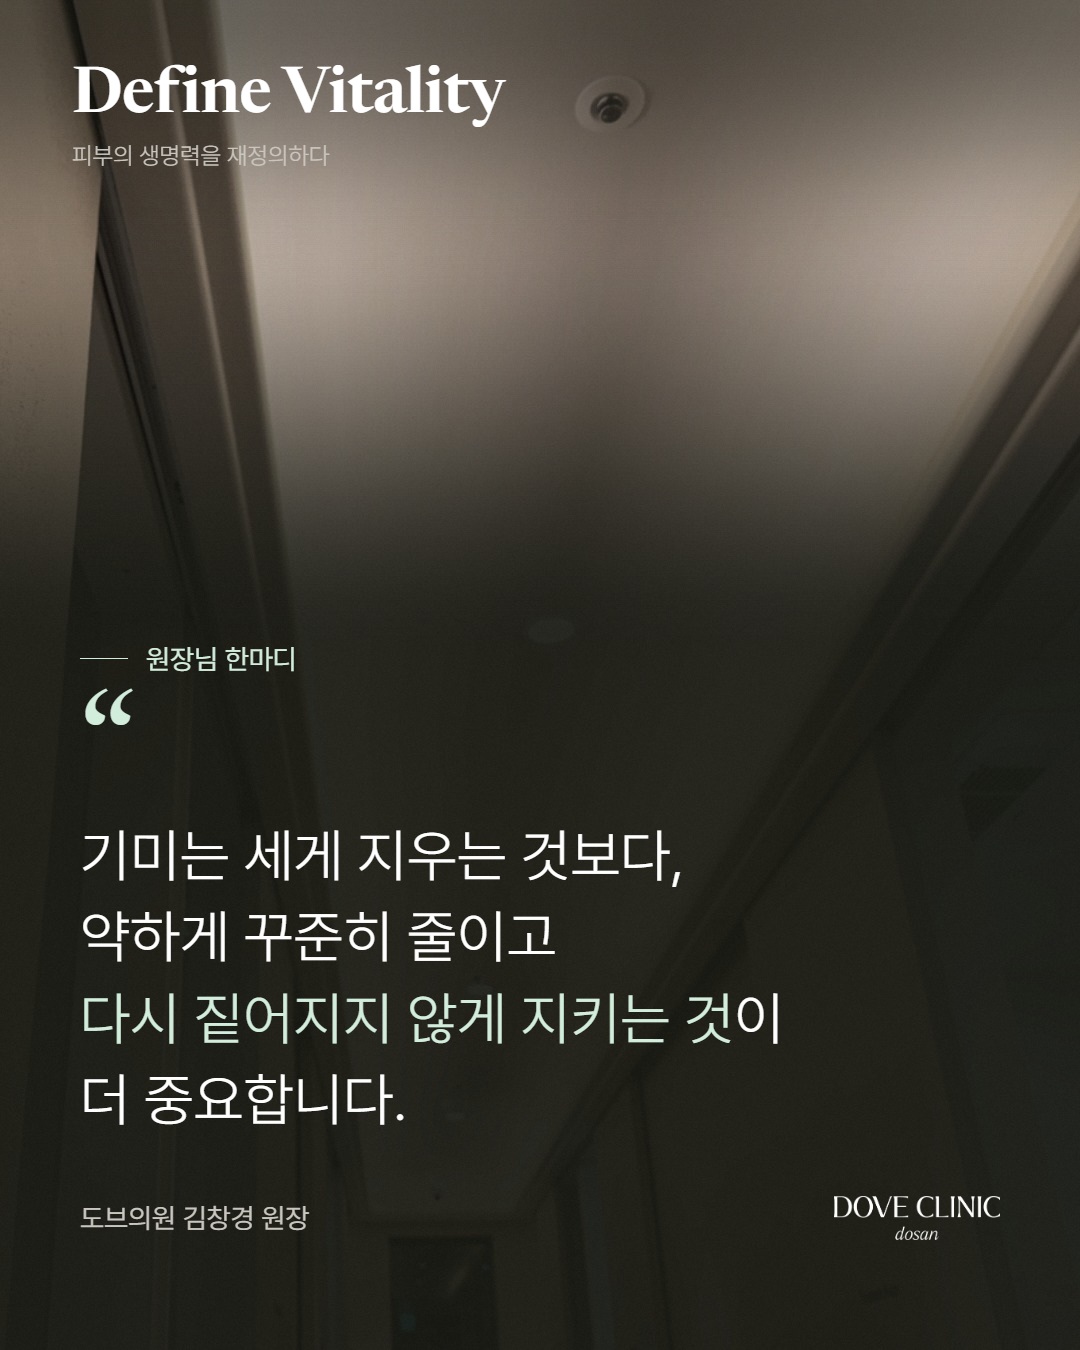 Define Vitality
피부의 생명력을 재정의하다
원장님 한마디
“
기미는 세게 지우는 것보다,
약하게 꾸준히 줄이고
다시 짙어지지 않게 지키는 것이
더 중요합니다.
도브의원 김창경 원장
DOVE CLINIC
dosan